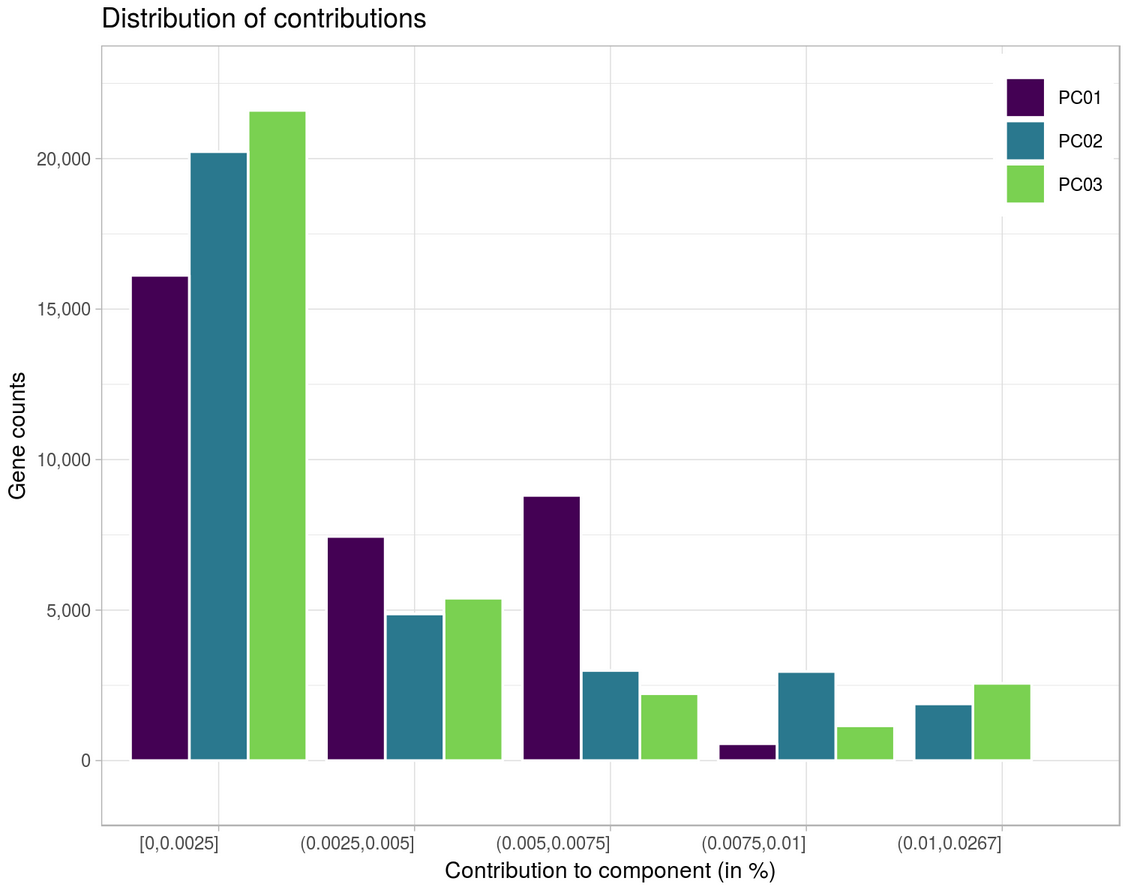 Distribution of contributions
PC01
PC02
PC03
20,000
15,000
10,000
5,000
0
Gene counts
[0,0.0025]
(0.0025,0.005]
(0.005,0.0075]
(0.0075,0.01]
(0.01,0.0267]
Contribution to component (in %)